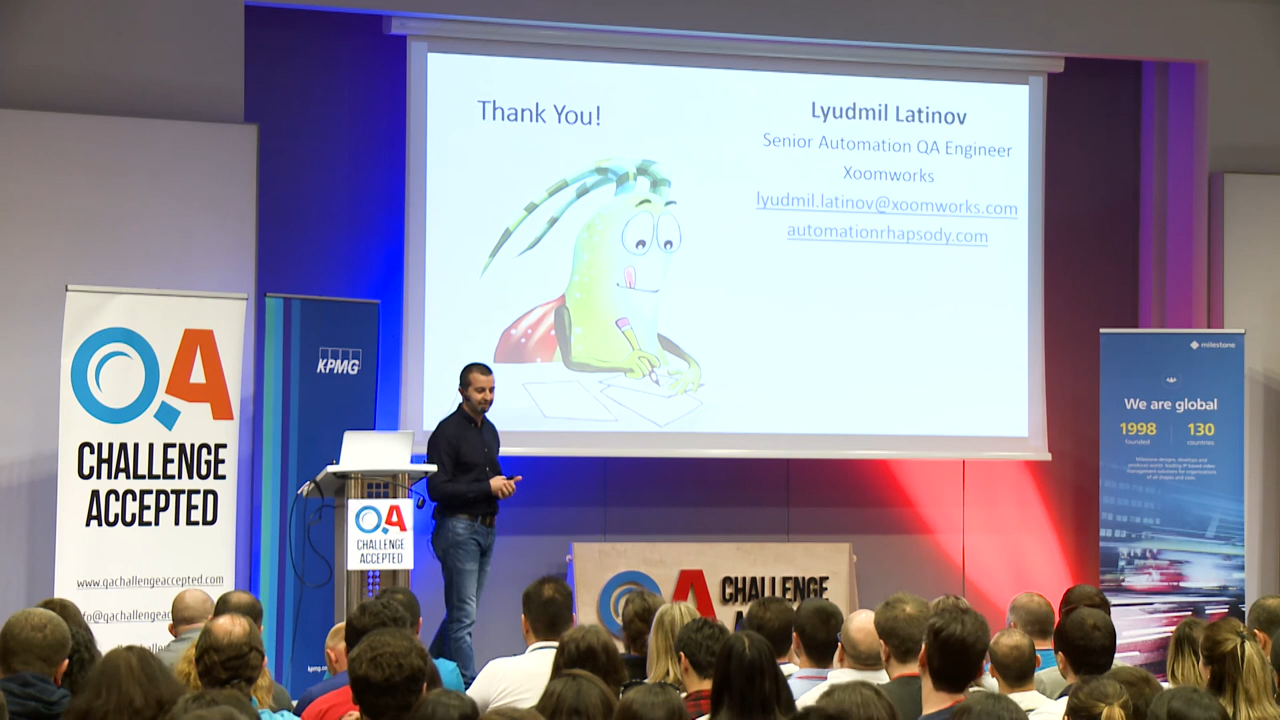 Thank You!
Lyudmil Latinov
Senior Automation QA Engineer
Xoomworks
lyudmil.latinov@xoomworks.com
automationrhapsody.com
QA
CHALLENGE
ACCEPTED
www.qachallengeaccepted.com
KPMG
QA
CHALLENGE
ACCEPTED
QA CHALLENGE
milestone
We are global
1998 130
founded countries